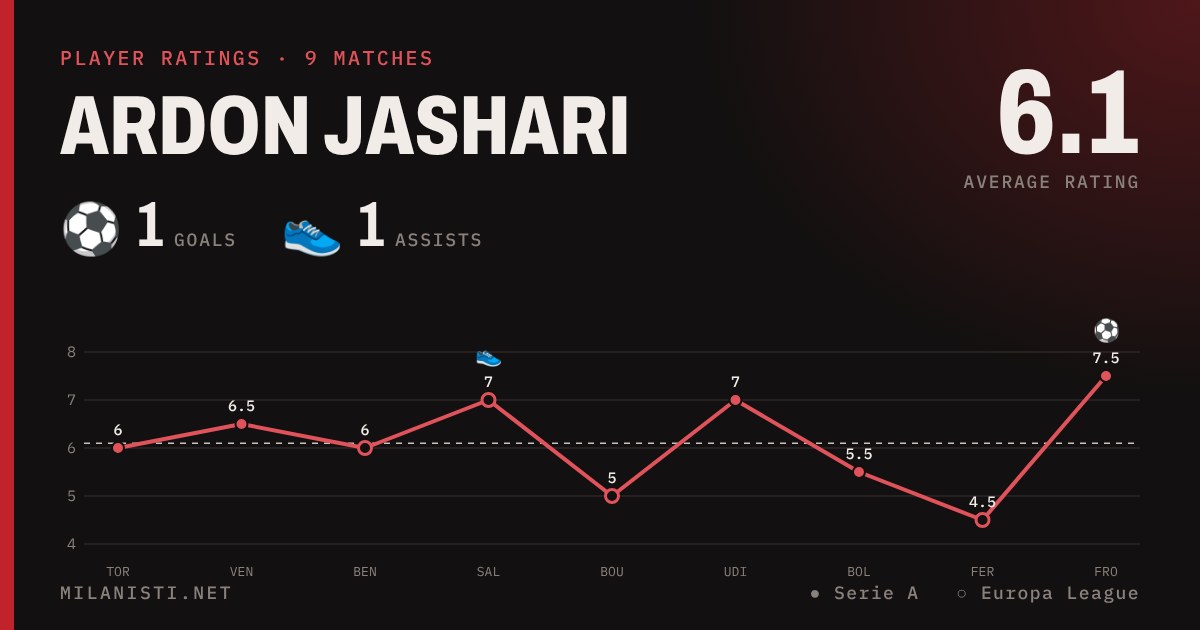 PLAYER RATINGS · 9 MATCHES
ARDON JASHARI
6.1
AVERAGE RATING
1 GOALS 1 ASSISTS
8
7
6
5
4
6
6.5
6
7
5
7
5.5
4.5
7.5
TOR VEN BEN SAL BOU UDI BOL FER FRO
MILANISTI.NET
Serie A Europa League